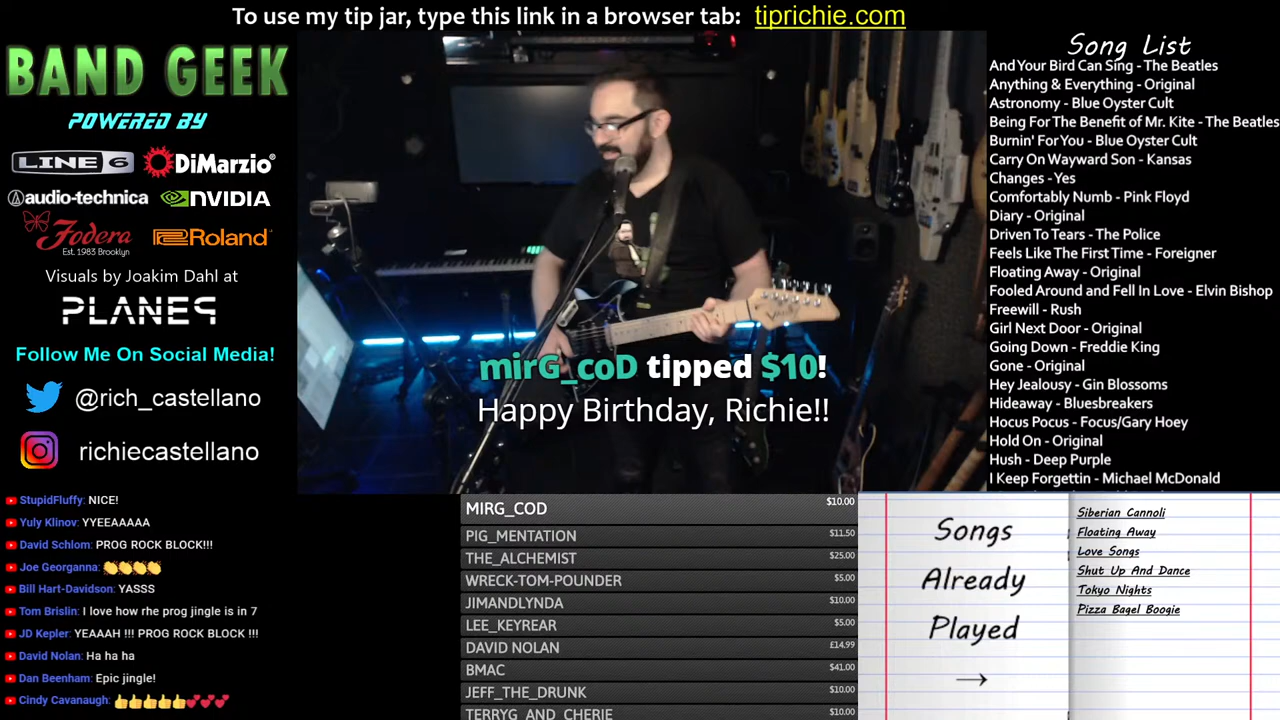 To use my tip jar, type this link in a browser tab: tiprichie.com
BAND GEEK
POWERED BY
LINE 6
DiMarzio
audio-technica
NVIDIA
Fodera
Est. 1983 Brooklyn
Roland
Visuals by Joakim Dahl at
PLANE9
Follow Me On Social Media!
@rich_castellano
richiecastellano
StupidFluffy: NICE!
Yuly Klinov: YYEEAAAAA
David Schlom: PROG ROCK BLOCK!!!
Joe Georganna: 👏👏👏👏
Bill Hart-Davidson: YASSS
Tom Brislin: I love how rhe prog jingle is in 7
JD Kepler: YEAAAH !!! PROG ROCK BLOCK !!!
David Nolan: Ha ha ha
Dan Beenham: Epic jingle!
Cindy Cavanaugh: 👍👍👍👍👍💕💕💕
mirG_coD tipped $10!
Happy Birthday, Richie!!
MIRG_COD $10.00
PIG_MENTATION $11.50
THE_ALCHEMIST $25.00
WRECK-TOM-POUNDER $5.00
JIMANDLYNDA $10.00
LEE_KEYREAR $5.00
DAVID NOLAN £14.99
BMAC $41.00
JEFF_THE_DRUNK $10.00
TERRYG_AND_CHERIE $10.00
Song List
And Your Bird Can Sing - The Beatles
Anything & Everything - Original
Astronomy - Blue Oyster Cult
Being For The Benefit of Mr. Kite - The Beatles
Burnin' For You - Blue Oyster Cult
Carry On Wayward Son - Kansas
Changes - Yes
Comfortably Numb - Pink Floyd
Diary - Original
Driven To Tears - The Police
Feels Like The First Time - Foreigner
Floating Away - Original
Fooled Around and Fell In Love - Elvin Bishop
Freewill - Rush
Girl Next Door - Original
Going Down - Freddie King
Gone - Original
Hey Jealousy - Gin Blossoms
Hideaway - Bluesbreakers
Hocus Pocus - Focus/Gary Hoey
Hold On - Original
Hush - Deep Purple
I Keep Forgettin - Michael McDonald
Songs
Already
Played
→
Siberian Cannoli
Floating Away
Love Songs
Shut Up And Dance
Tokyo Nights
Pizza Bagel Boogie